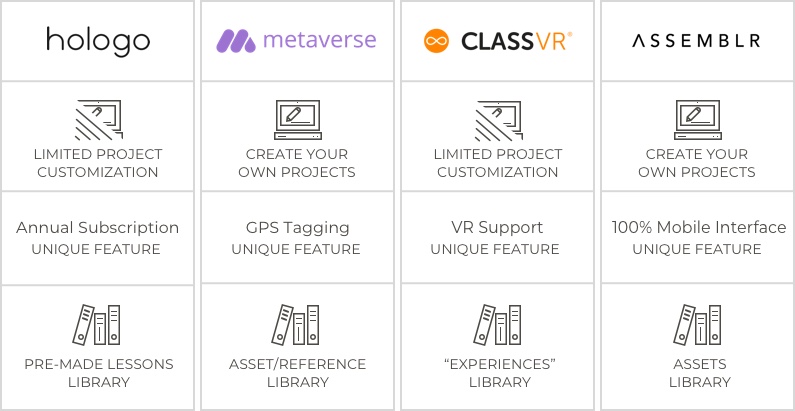 hologo
metaverse
CLASSVR®
ASSEMBLR
LIMITED PROJECT
CUSTOMIZATION
CREATE YOUR
OWN PROJECTS
LIMITED PROJECT
CUSTOMIZATION
CREATE YOUR
OWN PROJECTS
Annual Subscription
UNIQUE FEATURE
GPS Tagging
UNIQUE FEATURE
VR Support
UNIQUE FEATURE
100% Mobile Interface
UNIQUE FEATURE
PRE-MADE LESSONS
LIBRARY
ASSET/REFERENCE
LIBRARY
“EXPERIENCES”
LIBRARY
ASSETS
LIBRARY